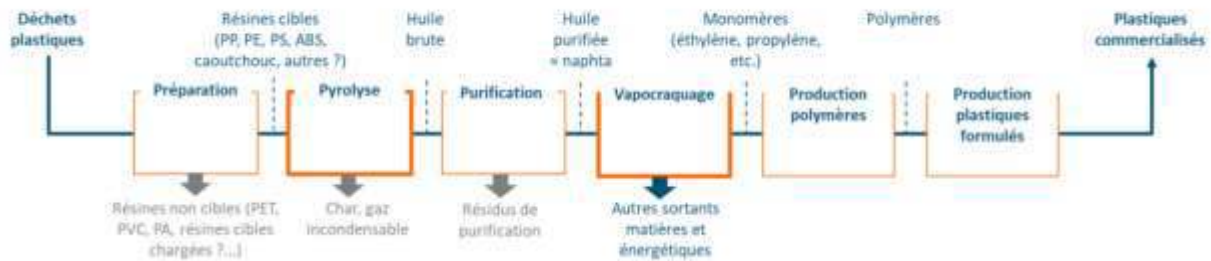 Déchets
plastiques
Résines cibles
(PP, PE, PS, ABS,
caoutchouc, autres ?)
Huile
brute
Huile
purifiée
« naphta
Monomères
(éthylène, propylène,
etc.)
Polymères
Plastiques
commercialisés
Préparation
Pyrolyse
Purification
Vapocraquage
Production
polymères
Production
plastiques
formulés
Résines non cibles (PET,
PVC, PA, résines cibles
chargées ?...)
Char, gaz
incondensable
Résidus de
purification
Autres sortants
matières et
énergétiques